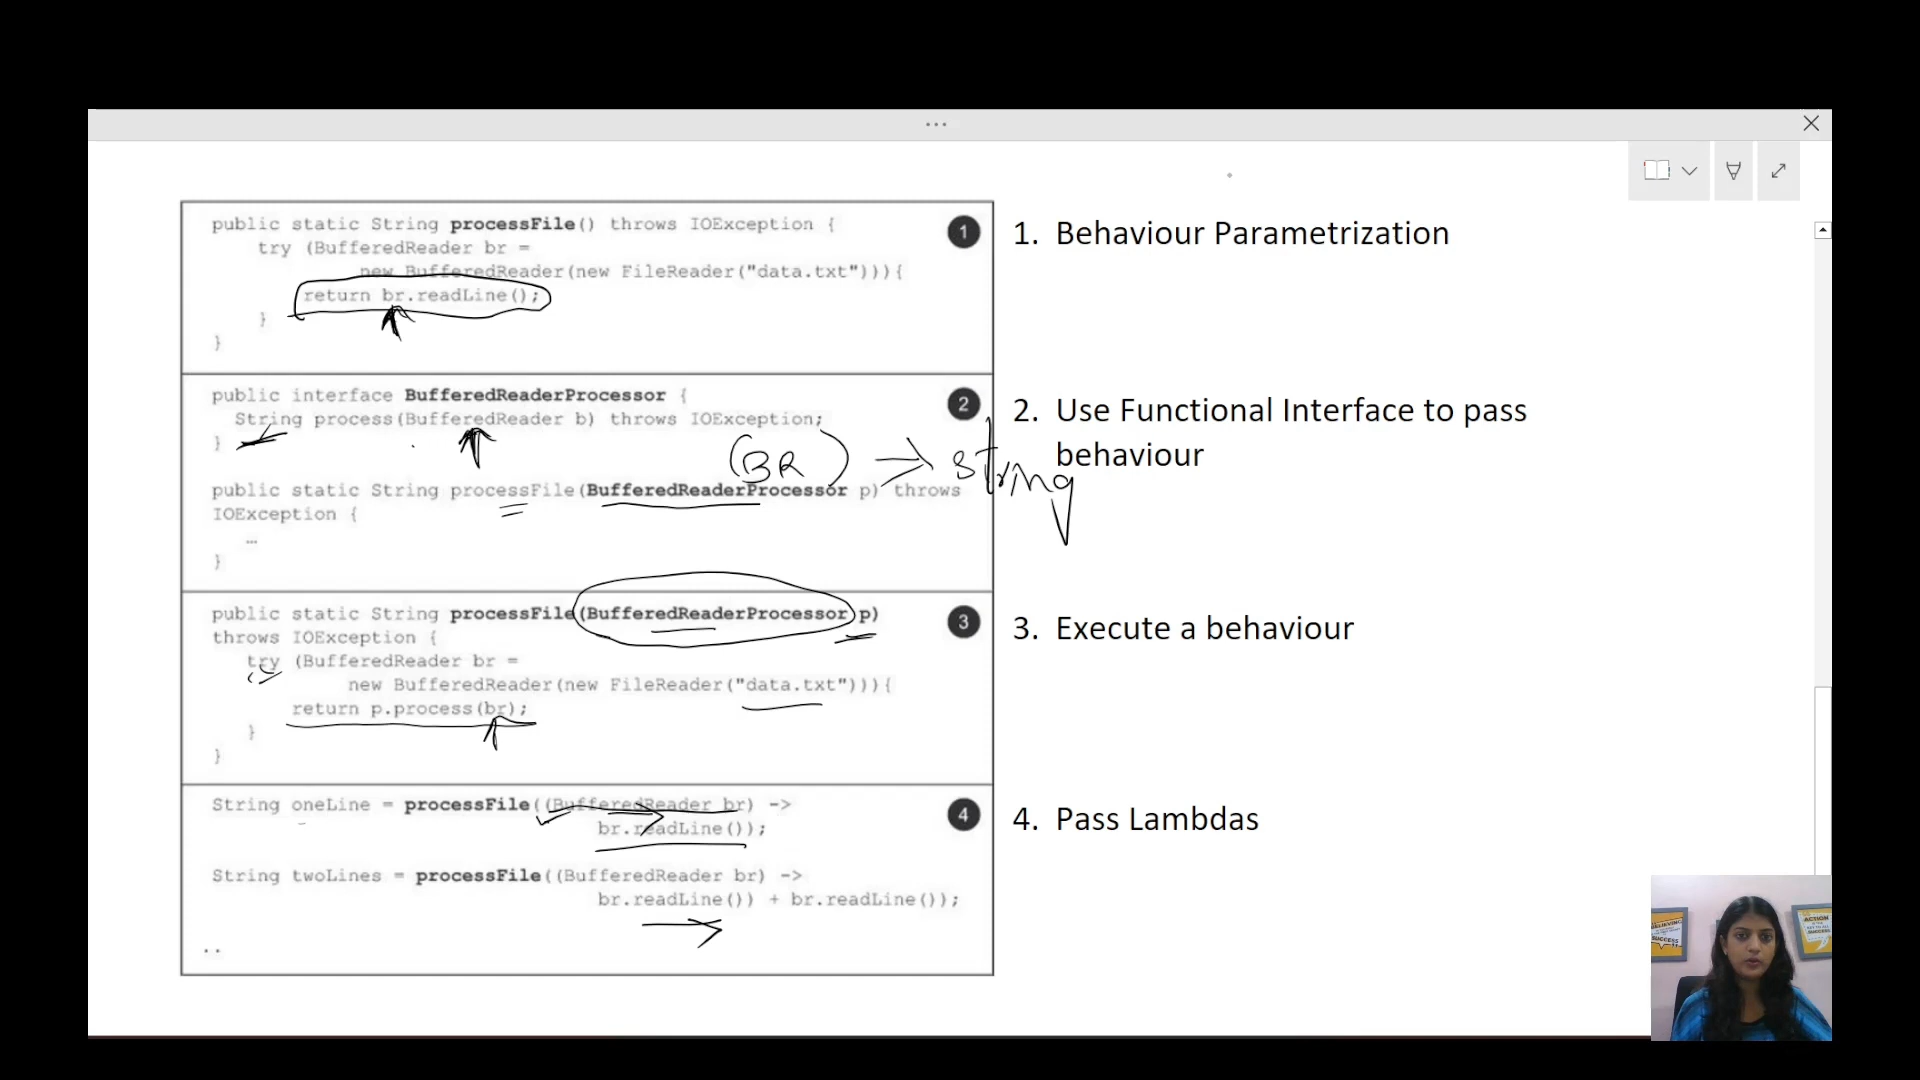 public static String processFile() throws IOException {
try (BufferedReader br =
new BufferedReader(new FileReader("data.txt"))){
return br.readLine();
}
}
1
1. Behaviour Parametrization
public interface BufferedReaderProcessor {
String process(BufferedReader b) throws IOException;
}
(BR) → string
public static String processFile(BufferedReaderProcessor p) throws
IOException {
…
}
2
2. Use Functional Interface to pass
behaviour
public static String processFile(BufferedReaderProcessor p)
throws IOException {
try (BufferedReader br =
new BufferedReader(new FileReader("data.txt"))){
return p.process(br);
}
}
3
3. Execute a behaviour
String oneLine = processFile((BufferedReader br) ->
br.readLine());
String twoLines = processFile((BufferedReader br) ->
br.readLine()) + br.readLine());
..
4
4. Pass Lambdas
SUCCESS
ACTION